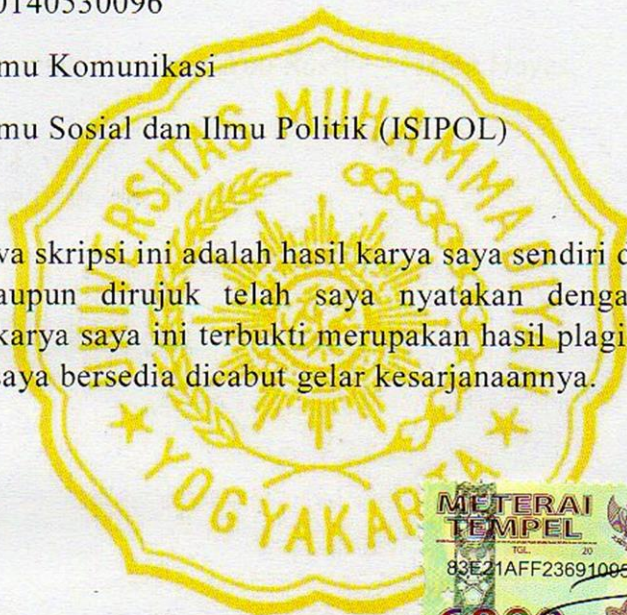 0140530096
mu Komunikasi
mu Sosial dan Ilmu Politik (ISIPOL)
va skripsi ini adalah hasil karya saya sendiri d
aupun dirujuk telah saya nyatakan denga
karya saya ini terbukti merupakan hasil plagi
saya bersedia dicabut gelar kesarjanaannya.
UNIVERSITAS MUHAMMADIYAH
YOGYAKARTA
METERAI
TEMPEL
TGL. 20
83E21AFF23691095